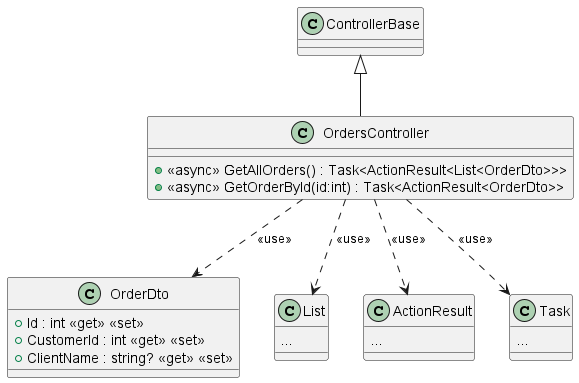 C ControllerBase
C OrdersController
«async» GetAllOrders() : Task<ActionResult<List<OrderDto>>>
«async» GetOrderById(id:int) : Task<ActionResult<OrderDto>>
«use» «use» «use» «use»
C OrderDto
Id : int «get» «set»
CustomerId : int «get» «set»
ClientName : string? «get» «set»
C List
...
C ActionResult
...
C Task
...